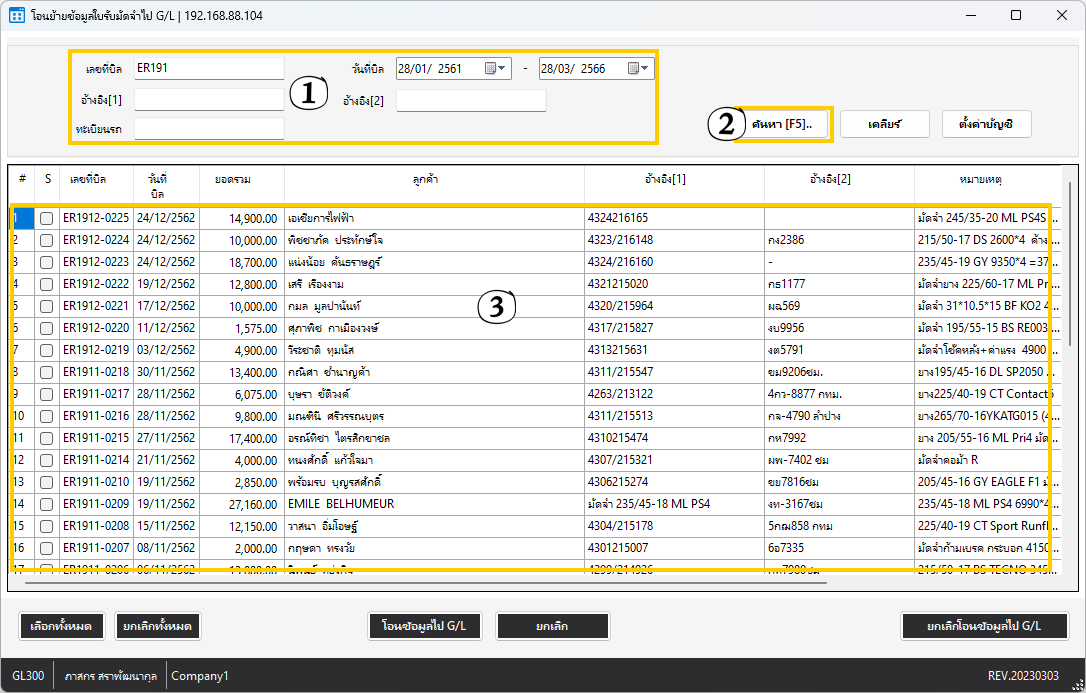 โอนย้ายข้อมูลใบรับมัดจำไป G/L | 192.168.88.104
เลขที่บิล ER191 วันที่บิล 28/01/ 2561 - 28/03/ 2566
อ้างอิง[1] 1 อ้างอิง[2]
ทะเบียนรถ
2 ค้นหา [F5].. เคลียร์ ตั้งค่าบัญชี
# S เลขที่บิล วันที่บิล ยอดรวม ลูกค้า อ้างอิง[1] อ้างอิง[2] หมายเหตุ
1 ER1912-0225 24/12/2562 14,900.00 เอเชียการไฟฟ้า 4324216165 มัดจำ 245/35-20 ML PS4S ...
2 ER1912-0224 24/12/2562 10,000.00 พิชชาภัค ประทักษ์ใจ 4323/216148 กง2386 215/50-17 DS 2600*4 ค้าง...
3 ER1912-0223 24/12/2562 18,700.00 แน่งน้อย คันธราษฎร์ 4324/216160 - 235/45-19 GY 9350*4 =37...
4 ER1912-0222 19/12/2562 12,800.00 เสรี เรืองงาม 4321215020 กธ1177 มัดจำยาง 225/60-17 ML Pr...
5 ER1912-0221 17/12/2562 10,000.00 กมล มูลปานันท์ 4320/215964 ผฉ569 มัดจำ 31*10.5*15 BF KO2 4...
6 ER1912-0220 11/12/2562 1,575.00 ศุภาพิช กาเมืองวงษ์ 4317/215827 งบ9956 มัดจำ 195/55-15 BS RE003...
7 ER1912-0219 03/12/2562 4,900.00 วีระชาติ ทุมนัส 4313215631 งต5791 มัดจำโช๊คหลัง+ค่าแรง 4900 ...
8 ER1911-0218 30/11/2562 13,400.00 กณิศา ชำนาญค้า 4311/215547 ขม9206ชม. ยาง195/45-16 DL SP2050 ...
9 ER1911-0217 28/11/2562 6,075.00 บุษรา ชัติวงค์ 4263/213122 4กว-8877 กทม. ยาง225/40-19 CT Contact6
10 ER1911-0216 28/11/2562 9,800.00 มณฑินี ศรีวรรณบุตร 4311/215513 กจ-4790 ลำปาง ยาง265/70-16YKATG015 (4...
11 ER1911-0215 27/11/2562 17,400.00 อรณ์ทิชา ไตรสิกขาชล 4310215474 กห7992 ยาง 205/55-16 ML Pri4 มัด...
12 ER1911-0214 21/11/2562 4,000.00 ทนงศักดิ์ แก้วใจมา 4307/215321 ผพ-7402 ชม มัดจำคอม้า R
13 ER1911-0210 19/11/2562 2,850.00 พร้อมรบ บุญรสศักดิ์ 4306215274 ขย7816ชม 205/45-16 GY EAGLE F1 ม...
14 ER1911-0209 19/11/2562 27,160.00 EMILE BELHUMEUR มัดจำ 235/45-18 ML PS4 งท-3167ชม 235/45-18 ML PS4 6990*4...
15 ER1911-0208 15/11/2562 12,150.00 วาสนา อิ่มโอษฐ์ 4304/215178 5กฌ858 กทม 225/40-19 CT Sport Runfl...
16 ER1911-0207 08/11/2562 2,000.00 กฤษดา ทรงวัย 4301215007 6อ7335 มัดจำก้ามเบรค กระบอก 4150...
3
17 ER1911-0206 06/11/2562
เลือกทั้งหมด ยกเลิกทั้งหมด โอนข้อมูลไป G/L ยกเลิก ยกเลิกโอนข้อมูลไป G/L
GL300 ภาสกร สราพัฒนากุล Company1 REV.20230303